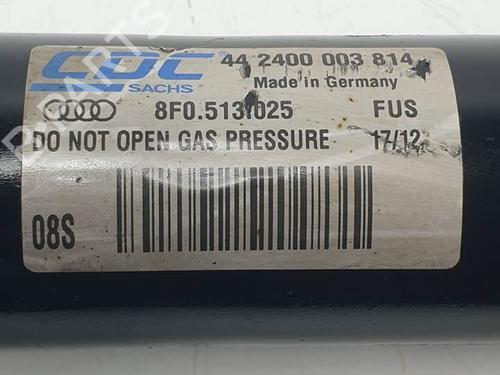 CDC 44 2400 003 814
SACHS Made in Germany
8F0.513.025 FUS
DO NOT OPEN GAS PRESSURE 17/12
08S
B-PARTS